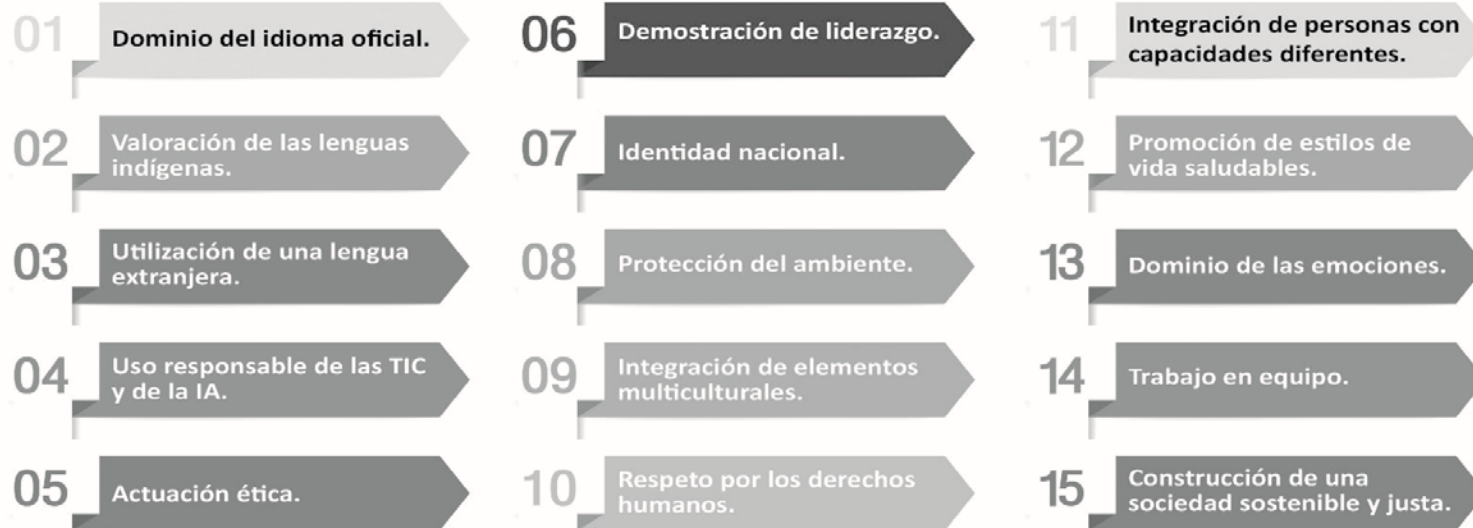 01
Dominio del idioma oficial.
02
Valoración de las lenguas
indígenas.
03
Utilización de una lengua
extranjera.
04
Uso responsable de las TIC
y de la IA.
05
Actuación ética.
06
Demostración de liderazgo.
07
Identidad nacional.
08
Protección del ambiente.
09
Integración de elementos
multiculturales.
10
Respeto por los derechos
humanos.
11
Integración de personas con
capacidades diferentes.
12
Promoción de estilos de
vida saludables.
13
Dominio de las emociones.
14
Trabajo en equipo.
15
Construcción de una
sociedad sostenible y justa.